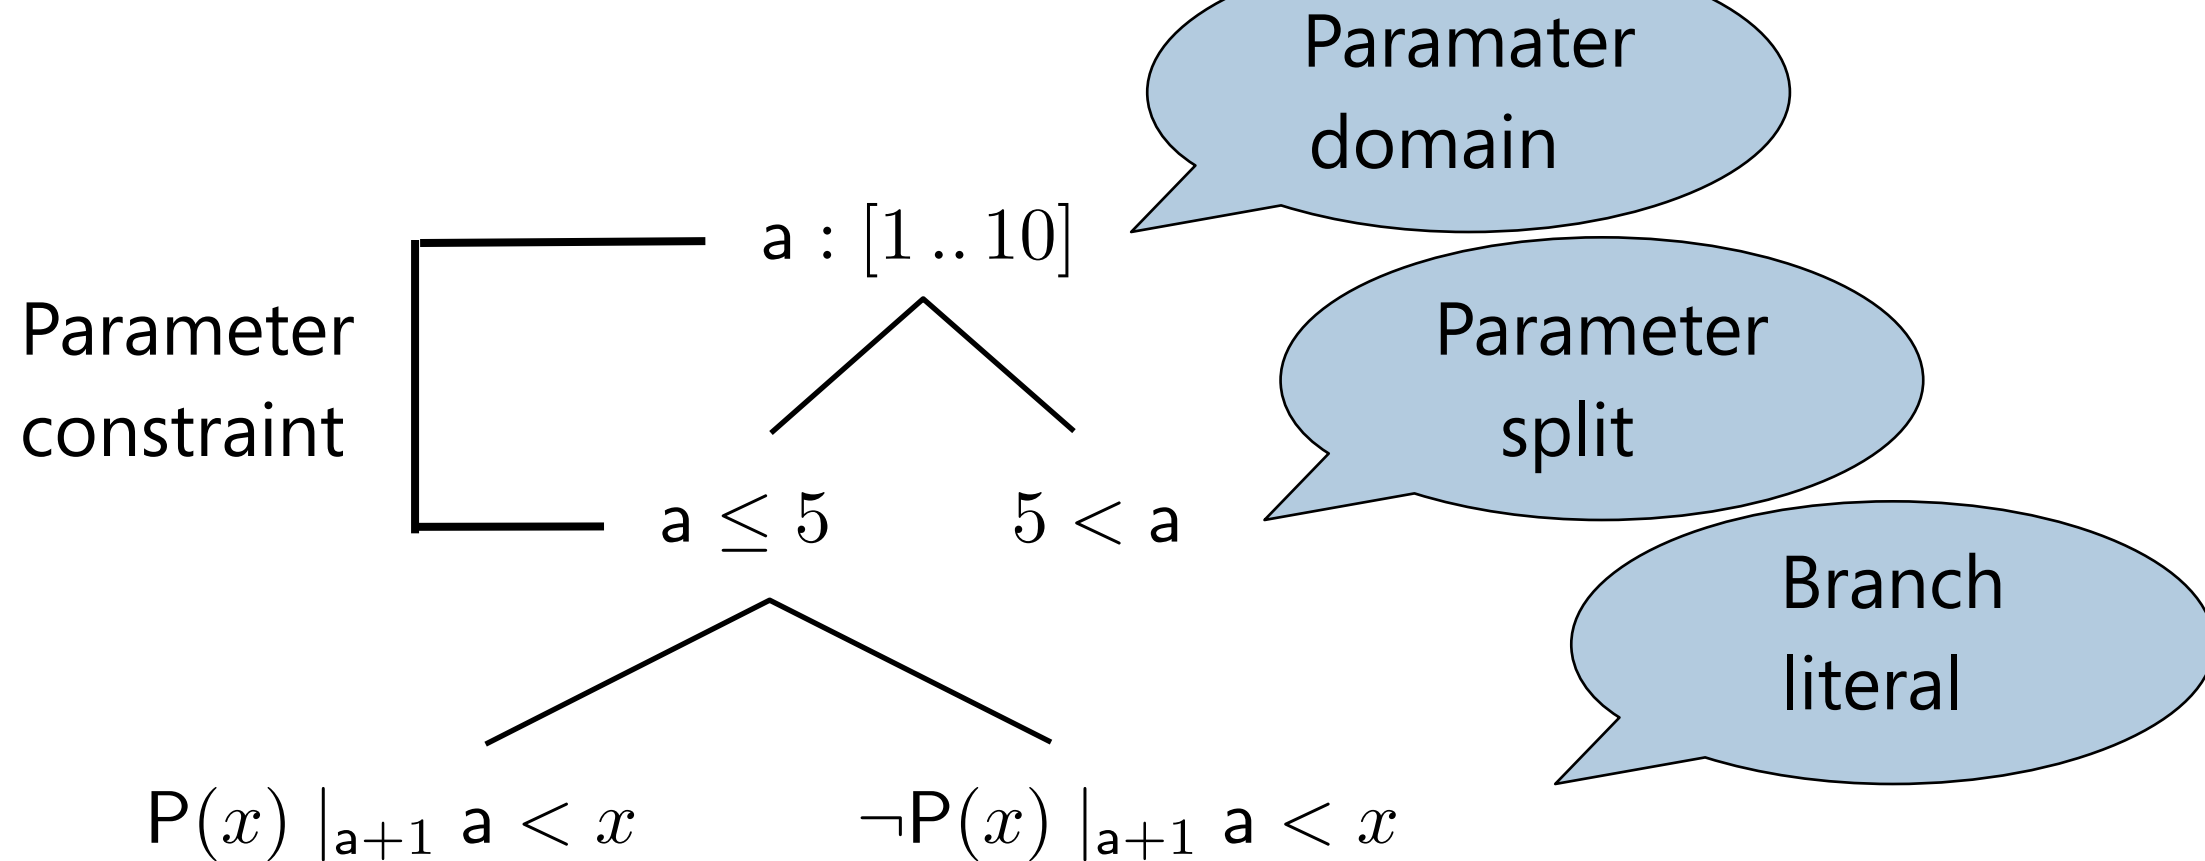 Paramater
domain
a : [1 .. 10]
Parameter
constraint
Parameter
split
a ≤ 5
5 < a
Branch
literal
P(x) |a+1 a < x
¬P(x) |a+1 a < x